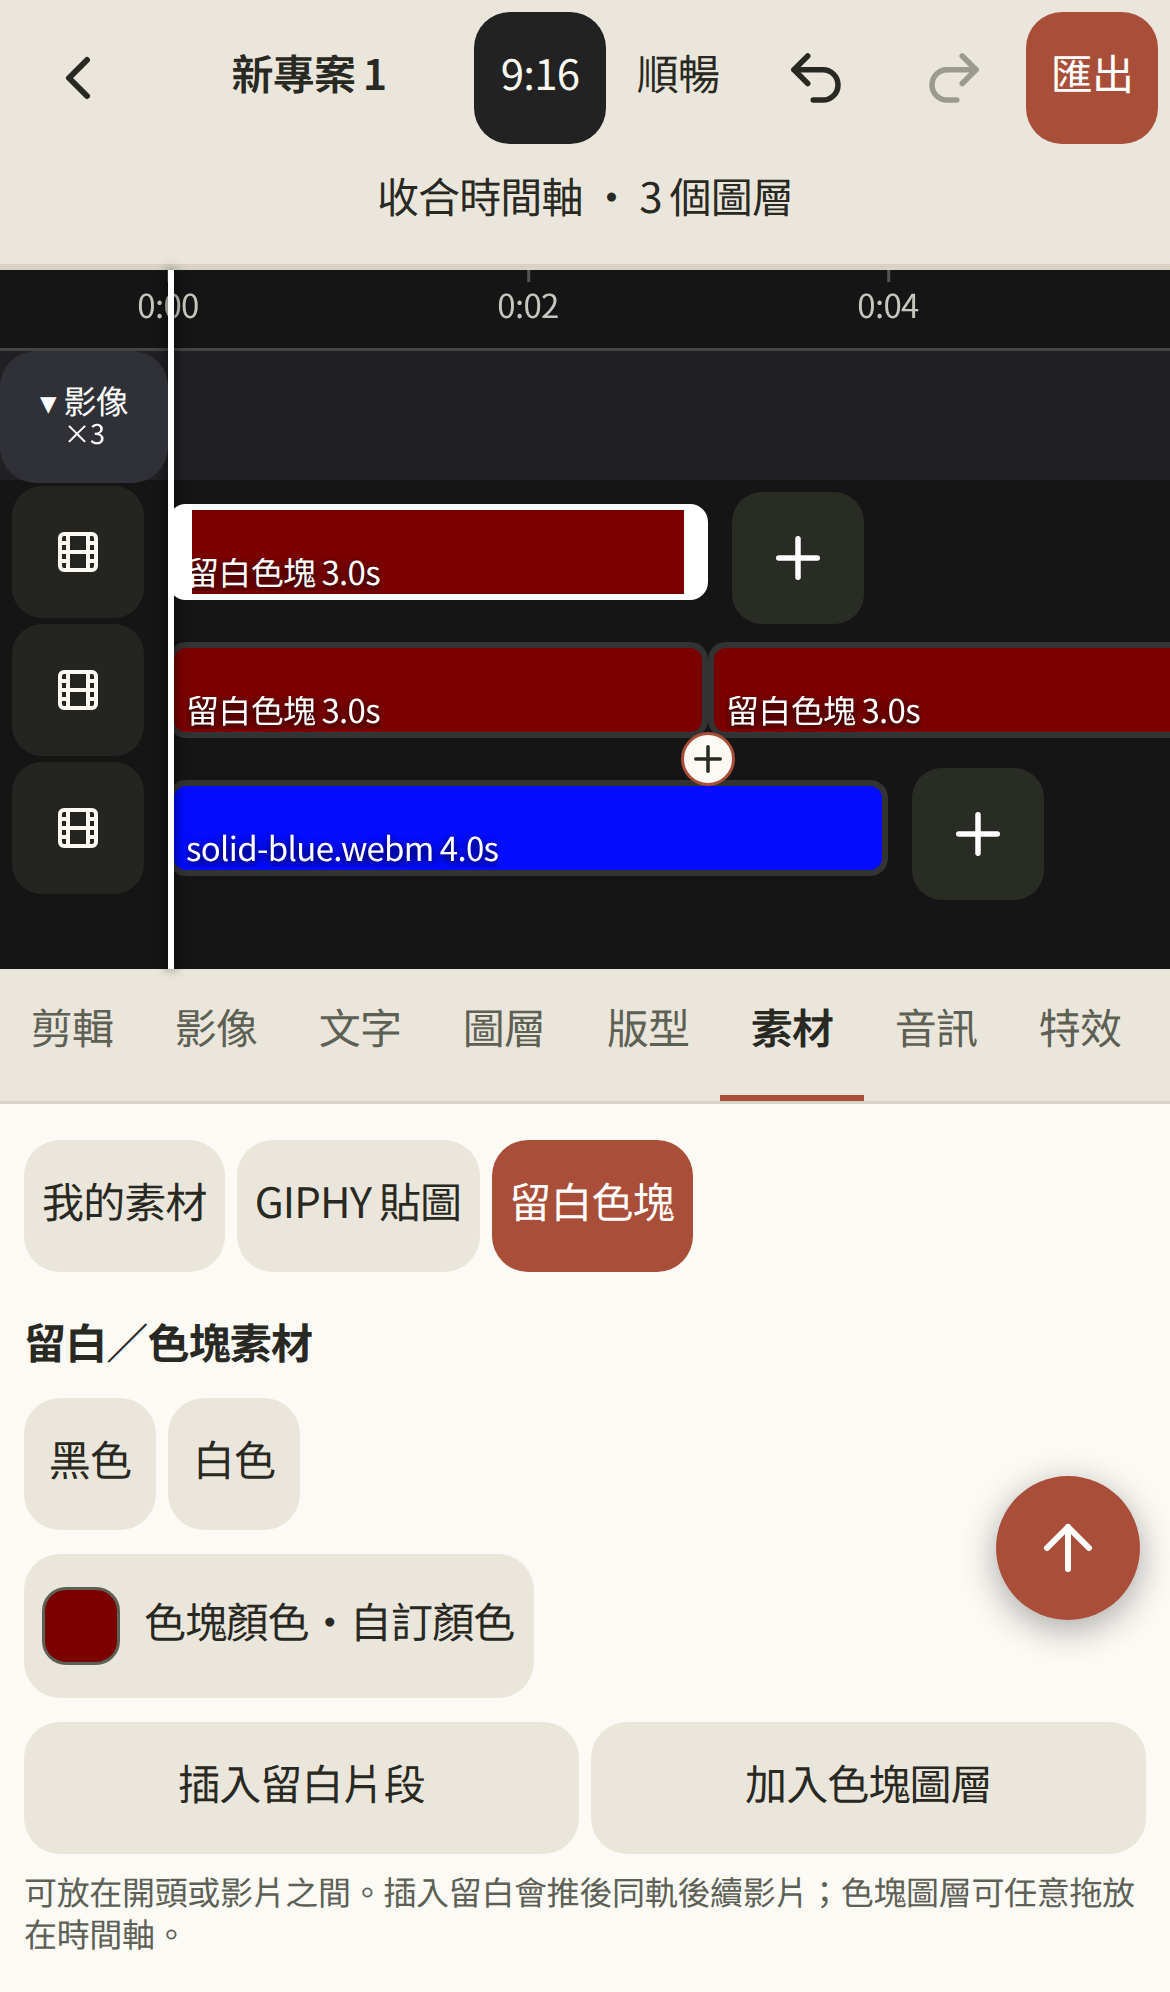 新專案 1
9:16
順暢
匯出
收合時間軸 · 3 個圖層
0:00
0:02
0:04
▾ 影像
×3
留白色塊 3.0s
留白色塊 3.0s
留白色塊 3.0s
solid-blue.webm 4.0s
剪輯
影像
文字
圖層
版型
素材
音訊
特效
我的素材
GIPHY 貼圖
留白色塊
留白／色塊素材
黑色
白色
色塊顏色・自訂顏色
插入留白片段
加入色塊圖層
可放在開頭或影片之間。插入留白會推後同軌後續影片；色塊圖層可任意拖放
在時間軸。